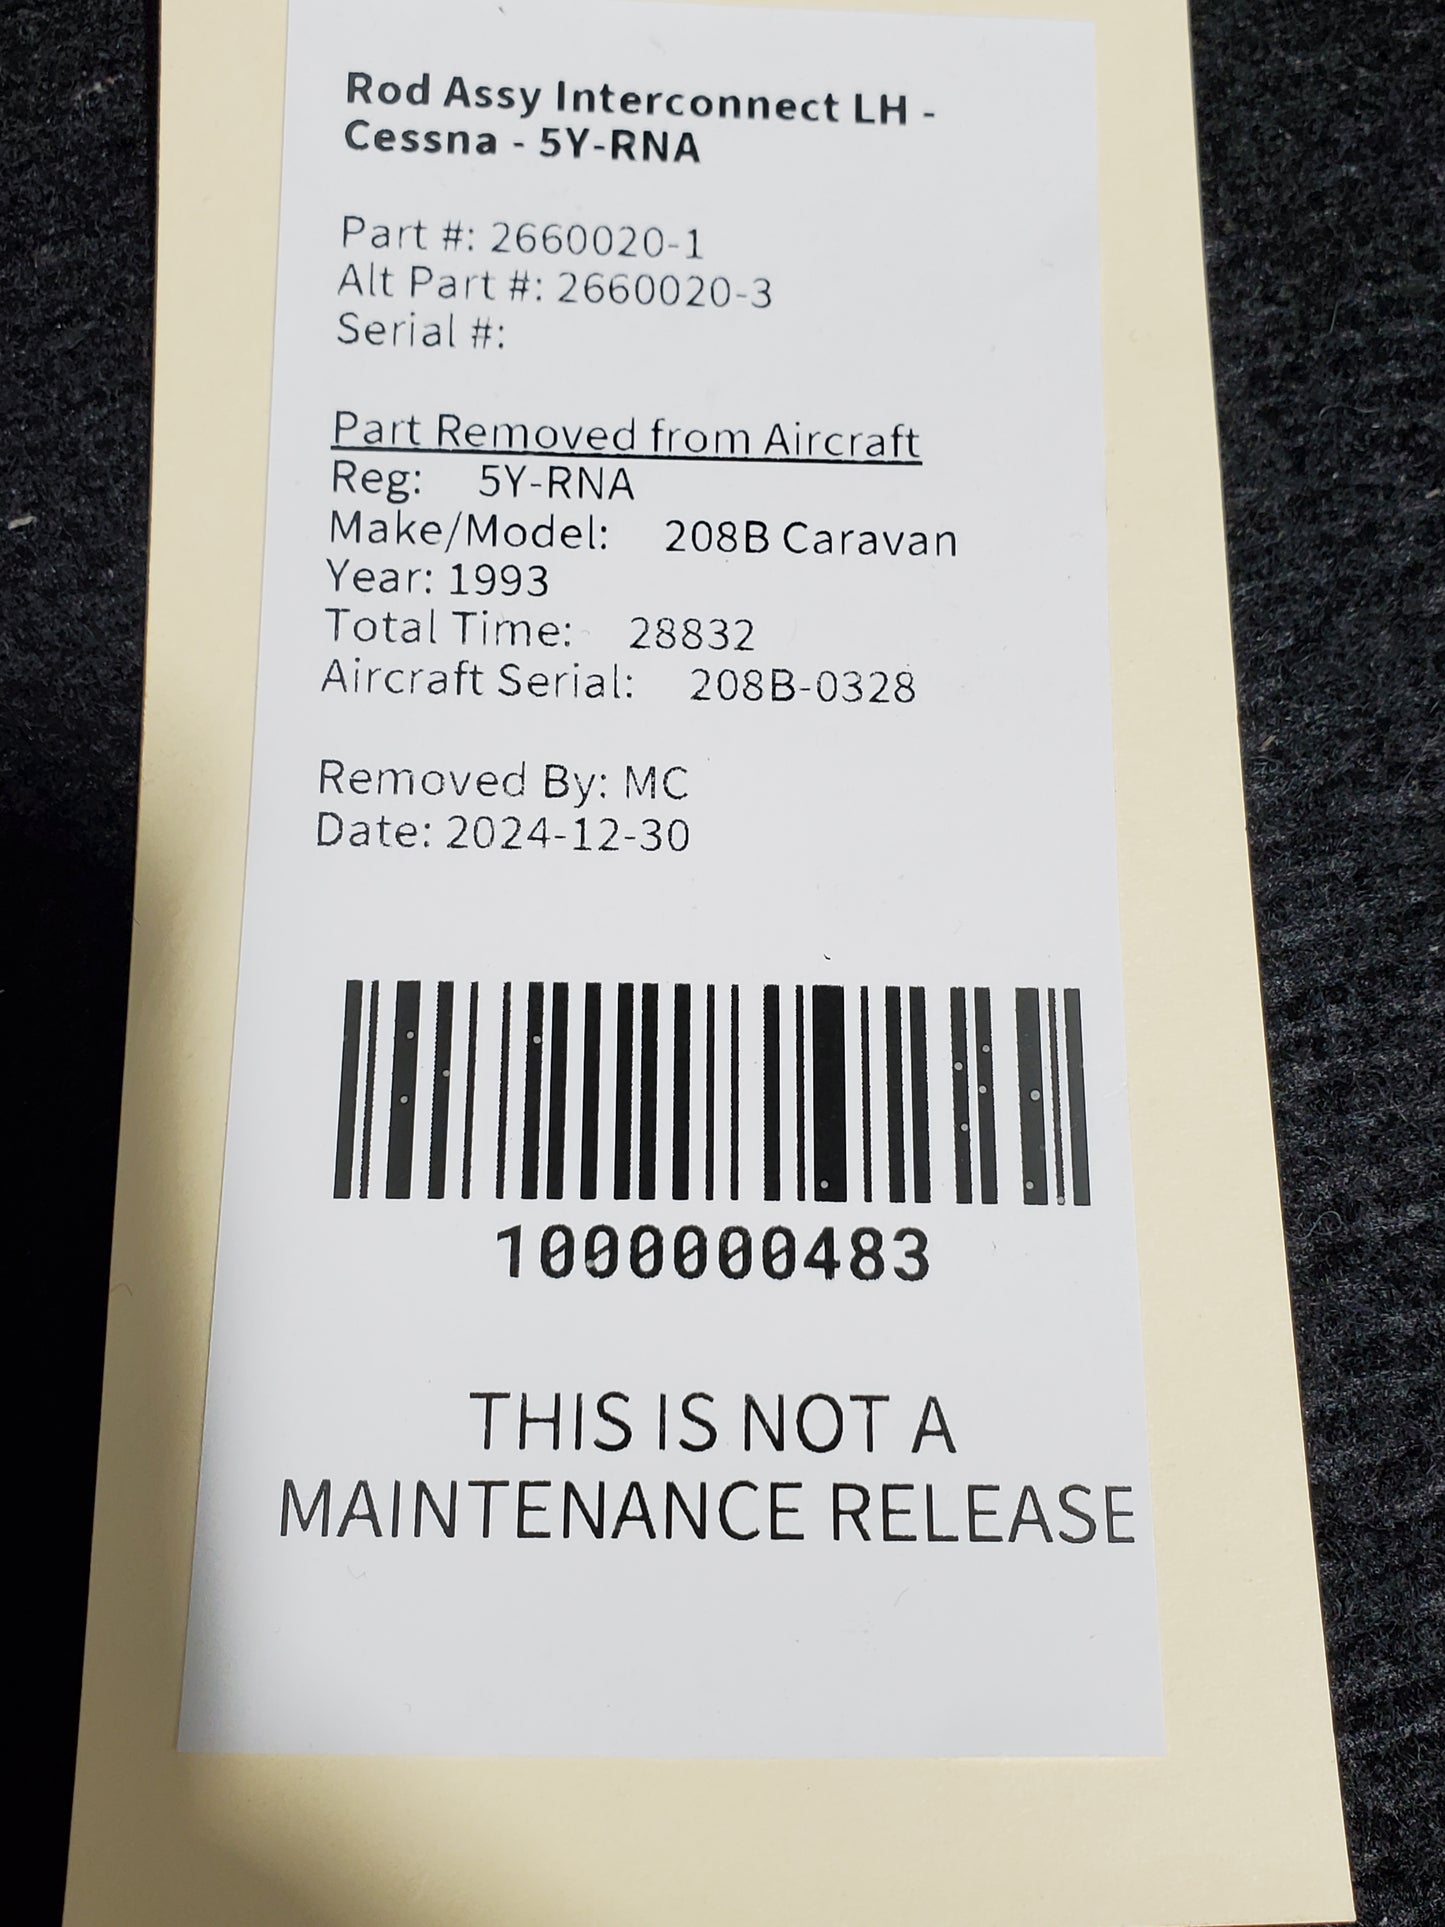 Rod Assy Interconnect LH -
Cessna - 5Y-RNA
Part #: 2660020-1
Alt Part #: 2660020-3
Serial #:
Part Removed from Aircraft
Reg: 5Y-RNA
Make/Model: 208B Caravan
Year: 1993
Total Time: 28832
Aircraft Serial: 208B-0328
Removed By: MC
Date: 2024-12-30
1000000483
THIS IS NOT A
MAINTENANCE RELEASE